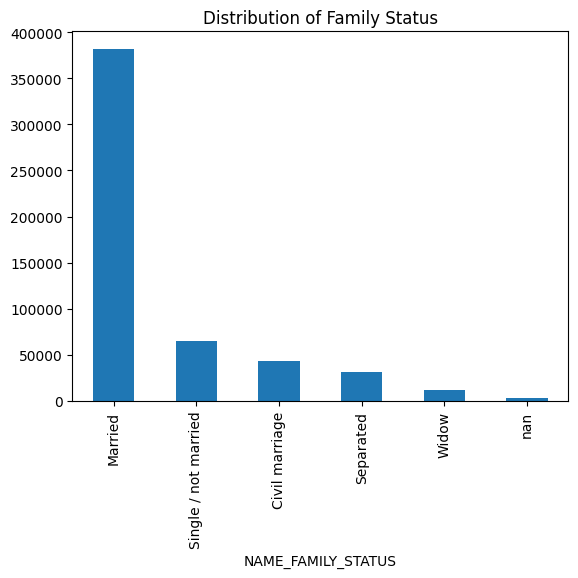 Distribution of Family Status
400000
350000
300000
250000
200000
150000
100000
50000
0
Married
Single / not married
Civil marriage
Separated
Widow
nan
NAME_FAMILY_STATUS